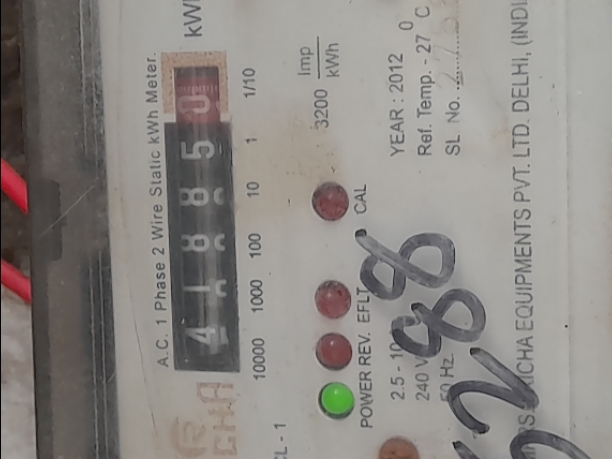 kWh
A.C. 1 Phase 2 Wire Static kWh Meter.
4 1 8 8 5 0
10000 1000 100 10 1 1/10
3200 Imp/kWh
CAL
POWER REV. EFLT
YEAR : 2012
Ref. Temp. - 27 °C
SL No.
240 V
50 Hz.
RICHA EQUIPMENTS PVT. LTD. DELHI, (INDI
88